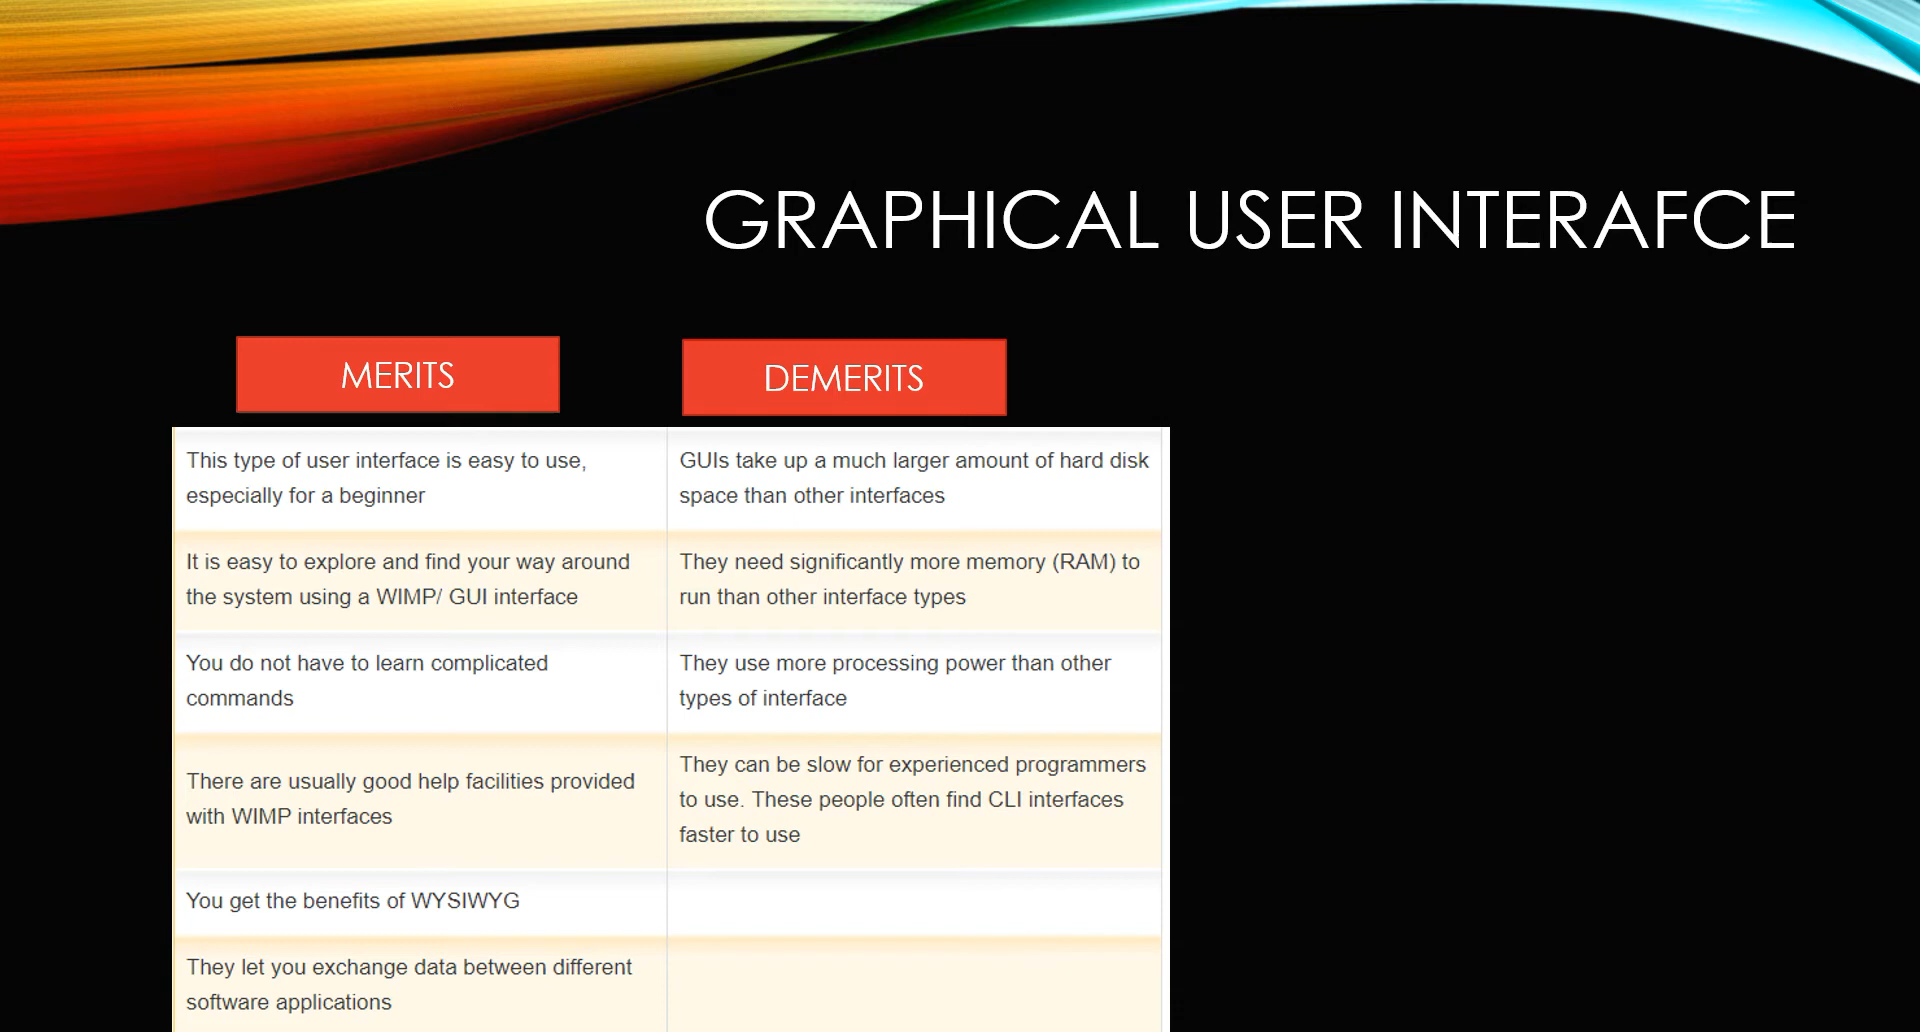 GRAPHICAL USER INTERAFCE
MERITS
DEMERITS
This type of user interface is easy to use,
especially for a beginner
GUIs take up a much larger amount of hard disk
space than other interfaces
It is easy to explore and find your way around
the system using a WIMP/ GUI interface
They need significantly more memory (RAM) to
run than other interface types
You do not have to learn complicated
commands
They use more processing power than other
types of interface
There are usually good help facilities provided
with WIMP interfaces
They can be slow for experienced programmers
to use. These people often find CLI interfaces
faster to use
You get the benefits of WYSIWYG
They let you exchange data between different
software applications